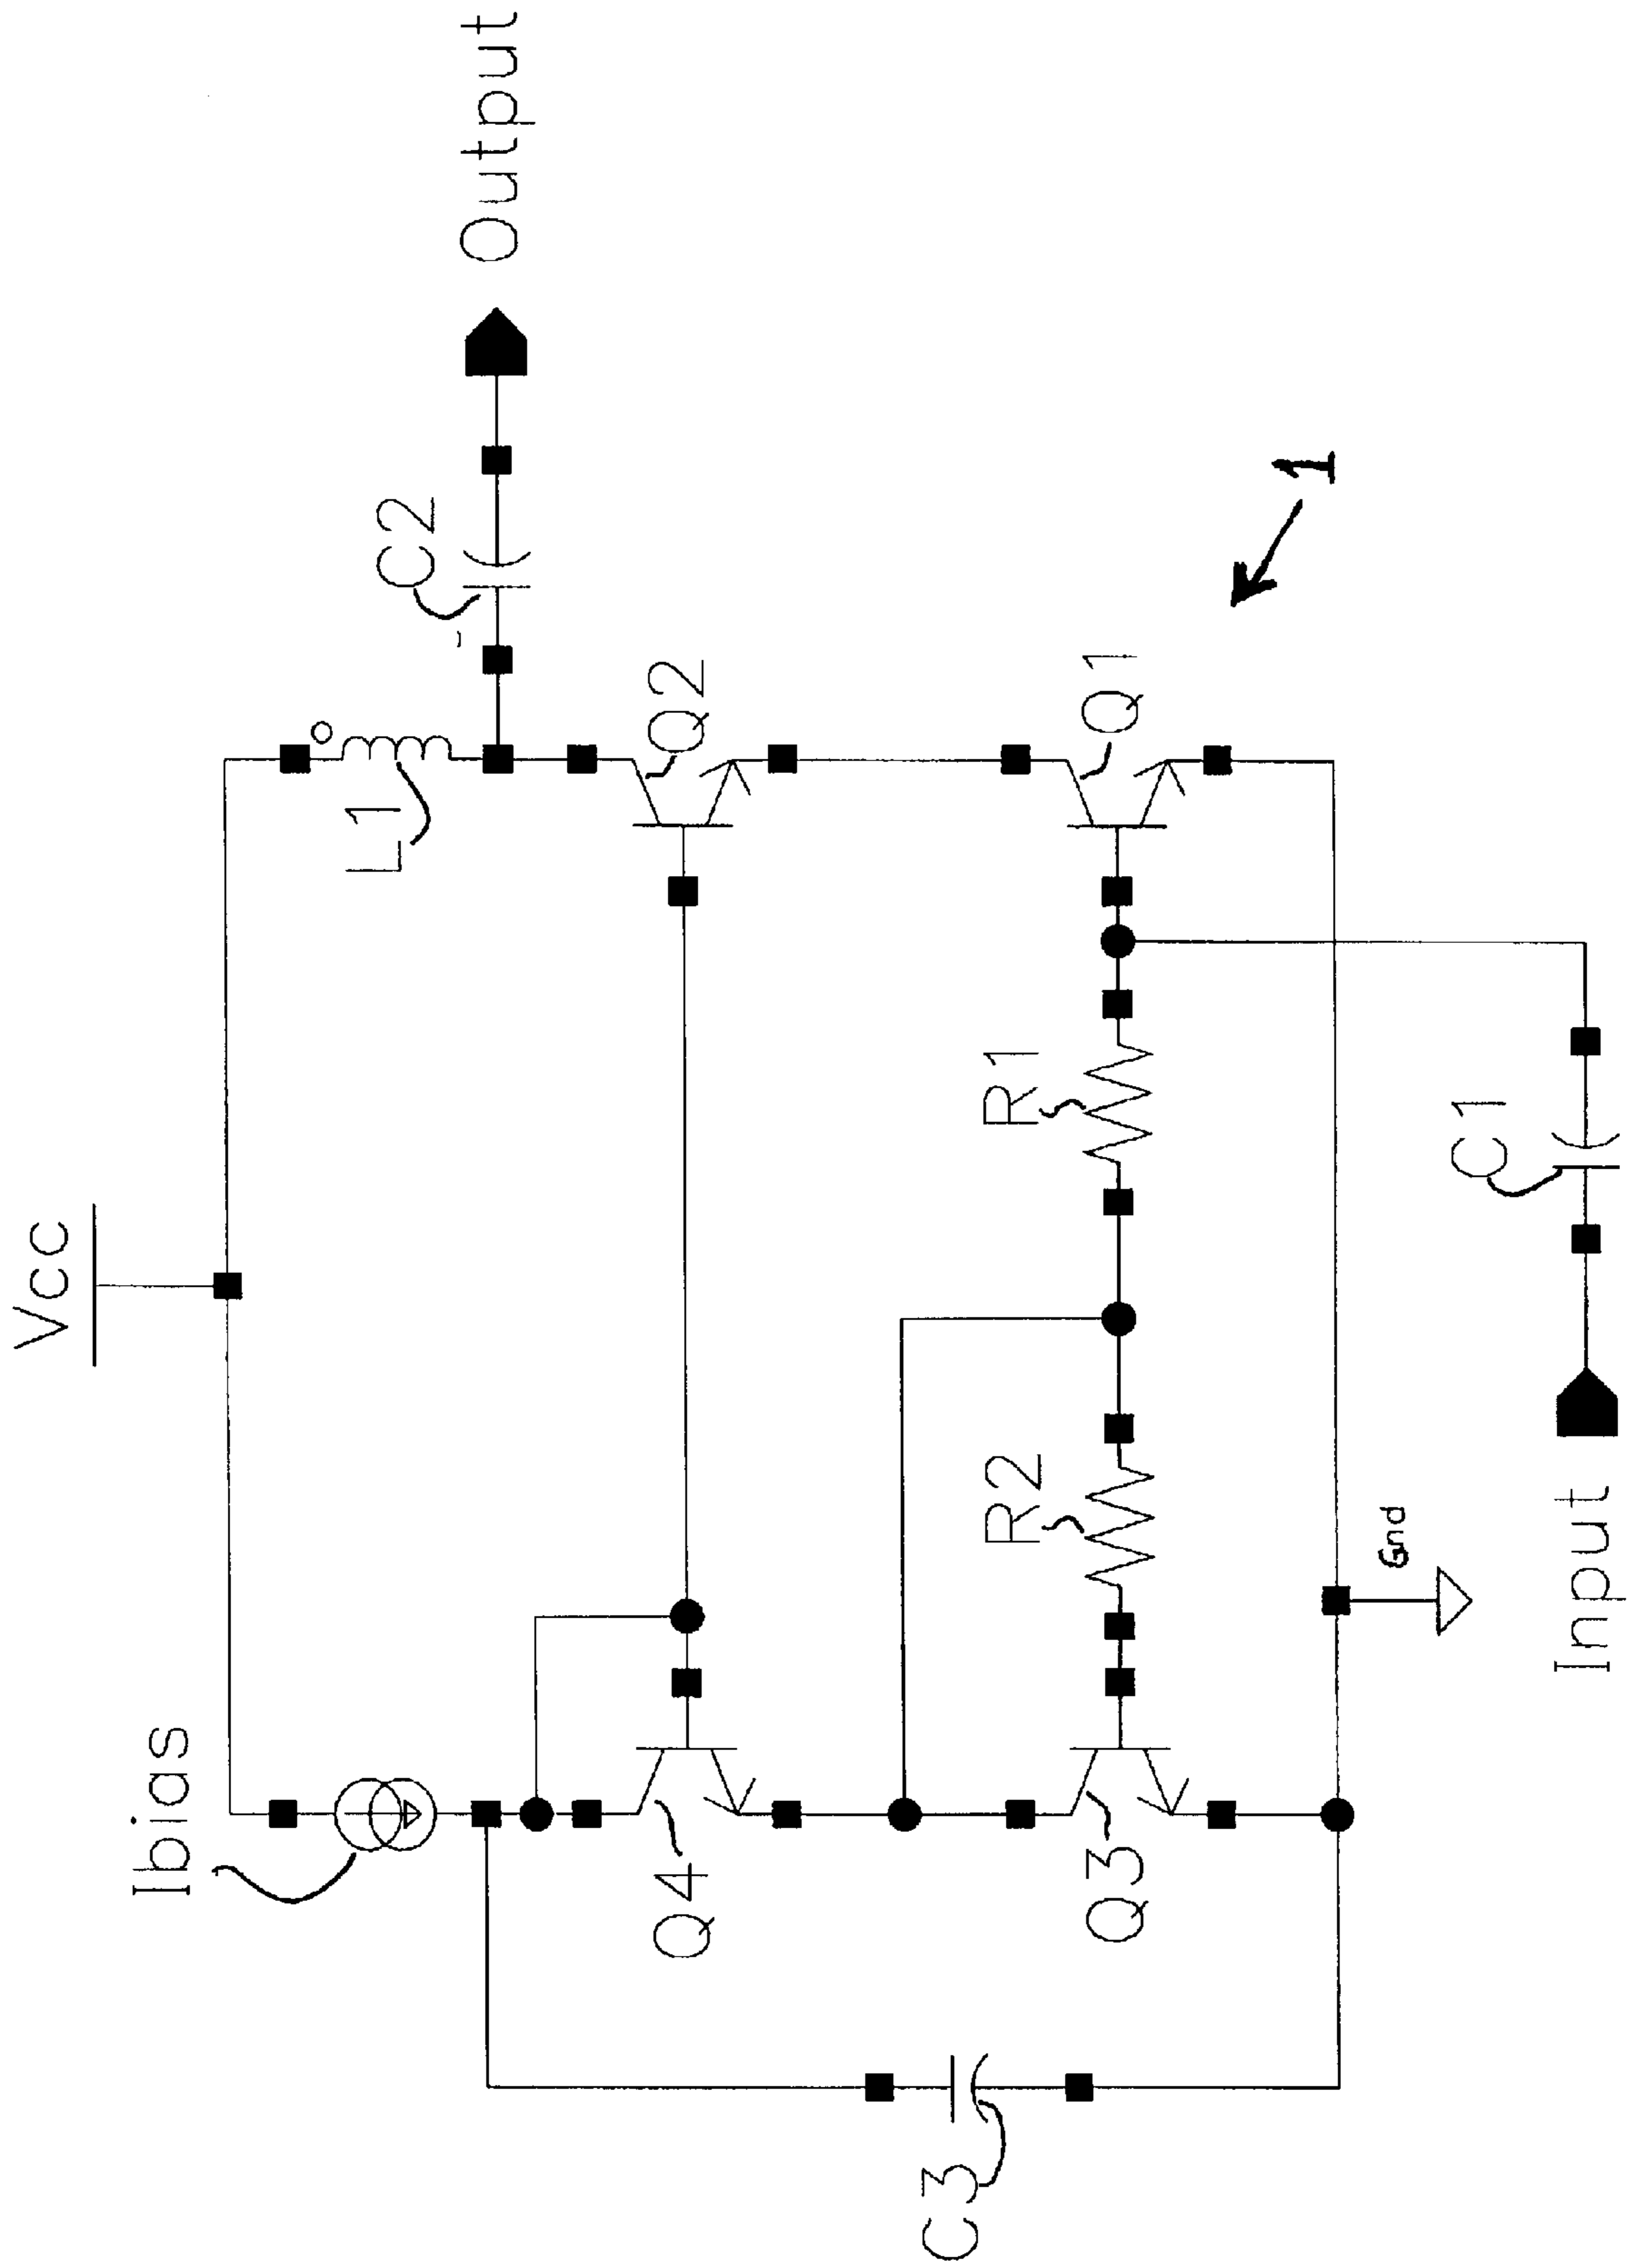 Vcc
Ibias
L1
C2
Output
Q4
Q2
C3
Q3
R2
R1
Q1
1
Gnd
C1
Input